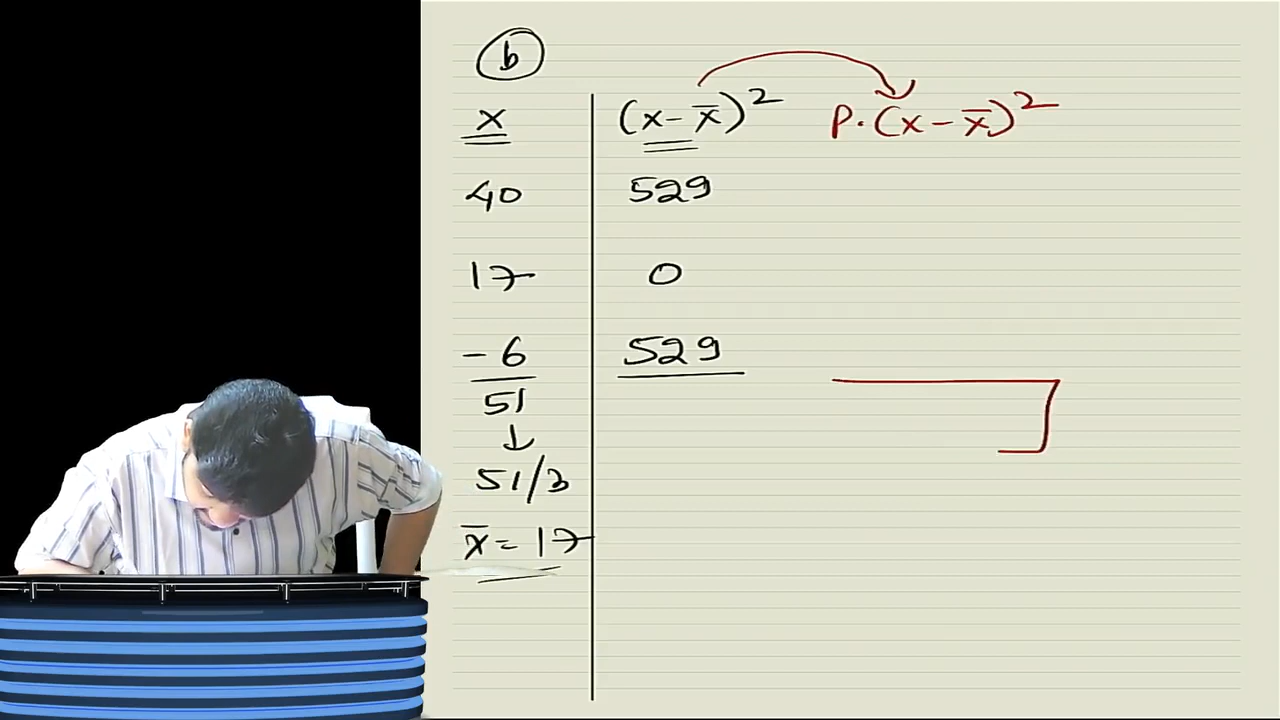 b
x (x-x̄)² P.(x-x̄)²
40 529
17 0
-6 529
51
↓
51/3
x̄ = 17